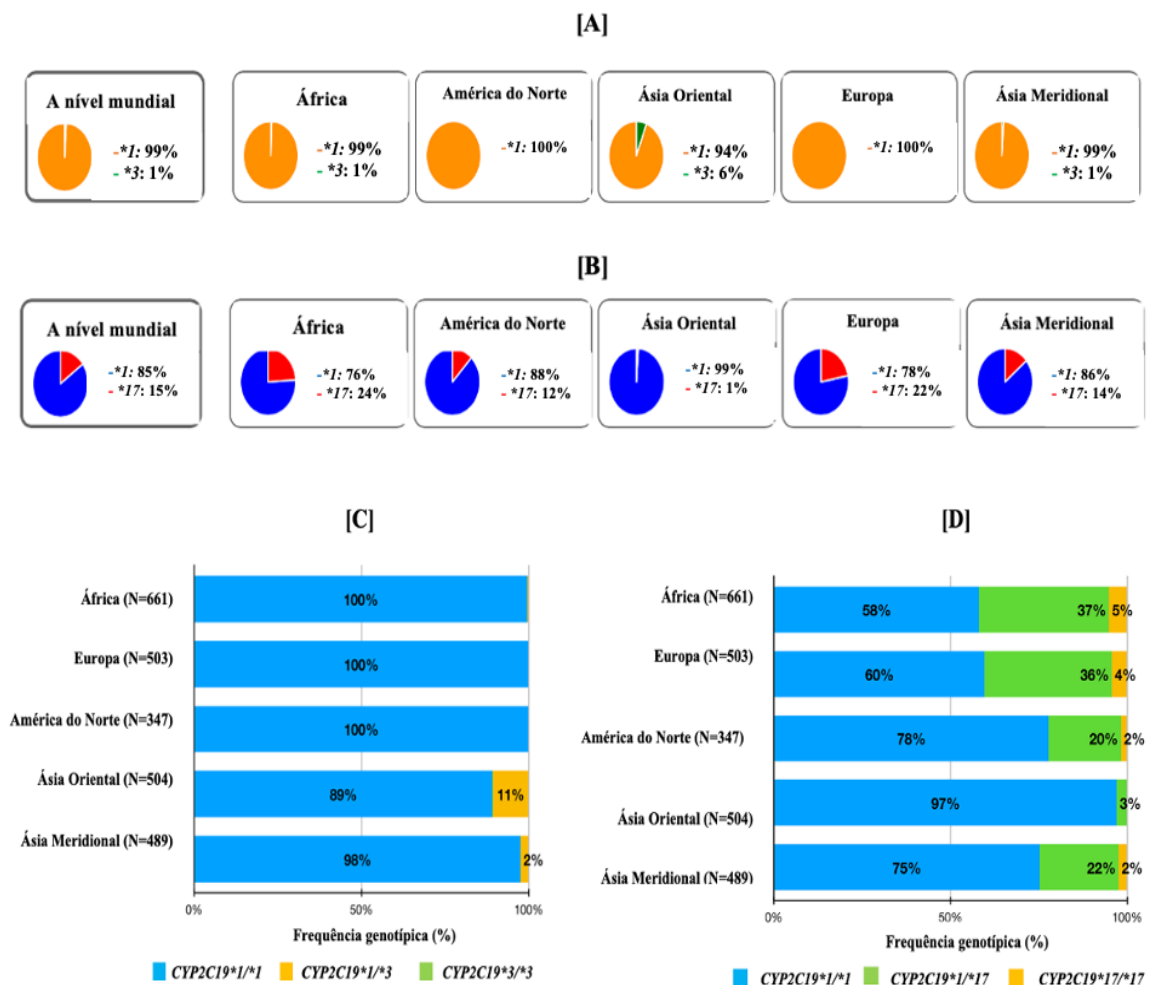 [A]
A nível mundial
-*1: 99%
- *3: 1%
África
-*1: 99%
- *3: 1%
América do Norte
-*1: 100%
Ásia Oriental
-*1: 94%
- *3: 6%
Europa
-*1: 100%
Ásia Meridional
-*1: 99%
- *3: 1%
[B]
A nível mundial
-*1: 85%
- *17: 15%
África
-*1: 76%
- *17: 24%
América do Norte
-*1: 88%
- *17: 12%
Ásia Oriental
-*1: 99%
- *17: 1%
Europa
-*1: 78%
- *17: 22%
Ásia Meridional
-*1: 86%
- *17: 14%
[C]
África (N=661)
100%
Europa (N=503)
100%
América do Norte (N=347)
100%
Ásia Oriental (N=504)
89% 11%
Ásia Meridional (N=489)
98% 2%
0% 50% 100%
Frequência genotípica (%)
CYP2C19*1/*1 CYP2C19*1/*3 CYP2C19*3/*3
[D]
África (N=661)
58% 37% 5%
Europa (N=503)
60% 36% 4%
América do Norte (N=347)
78% 20% 2%
Ásia Oriental (N=504)
97% 3%
Ásia Meridional (N=489)
75% 22% 2%
0% 50% 100%
Frequência genotípica (%)
CYP2C19*1/*1 CYP2C19*1/*17 CYP2C19*17/*17